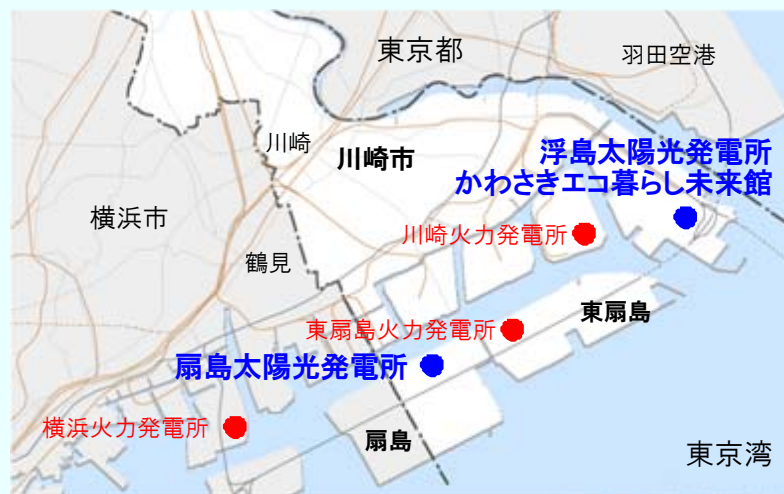 東京都
羽田空港
川崎
川崎市
浮島太陽光発電所
かわさきエコ暮らし未来館
横浜市
川崎火力発電所
鶴見
東扇島
東扇島火力発電所
扇島太陽光発電所
横浜火力発電所
扇島
東京湾